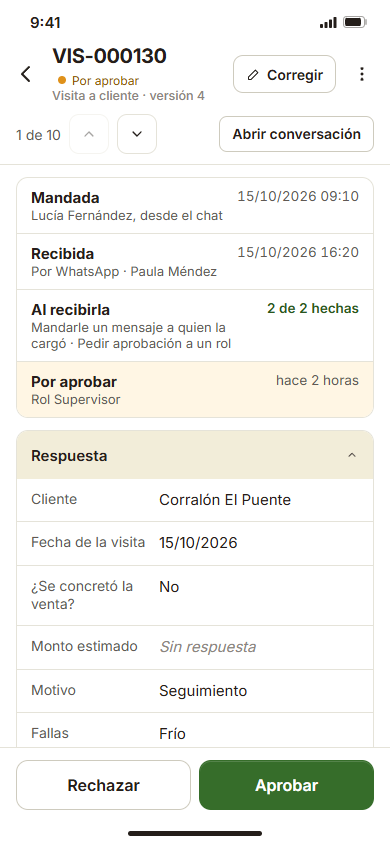 9:41
VIS-000130
Por aprobar
Visita a cliente · versión 4
Corregir
1 de 10
Abrir conversación
Mandada
15/10/2026 09:10
Lucía Fernández, desde el chat
Recibida
15/10/2026 16:20
Por WhatsApp · Paula Méndez
Al recibirla
2 de 2 hechas
Mandarle un mensaje a quien la
cargó · Pedir aprobación a un rol
Por aprobar
hace 2 horas
Rol Supervisor
Respuesta
Cliente
Corralón El Puente
Fecha de la visita
15/10/2026
¿Se concretó la
venta?
No
Monto estimado
Sin respuesta
Motivo
Seguimiento
Fallas
Frío
Rechazar
Aprobar